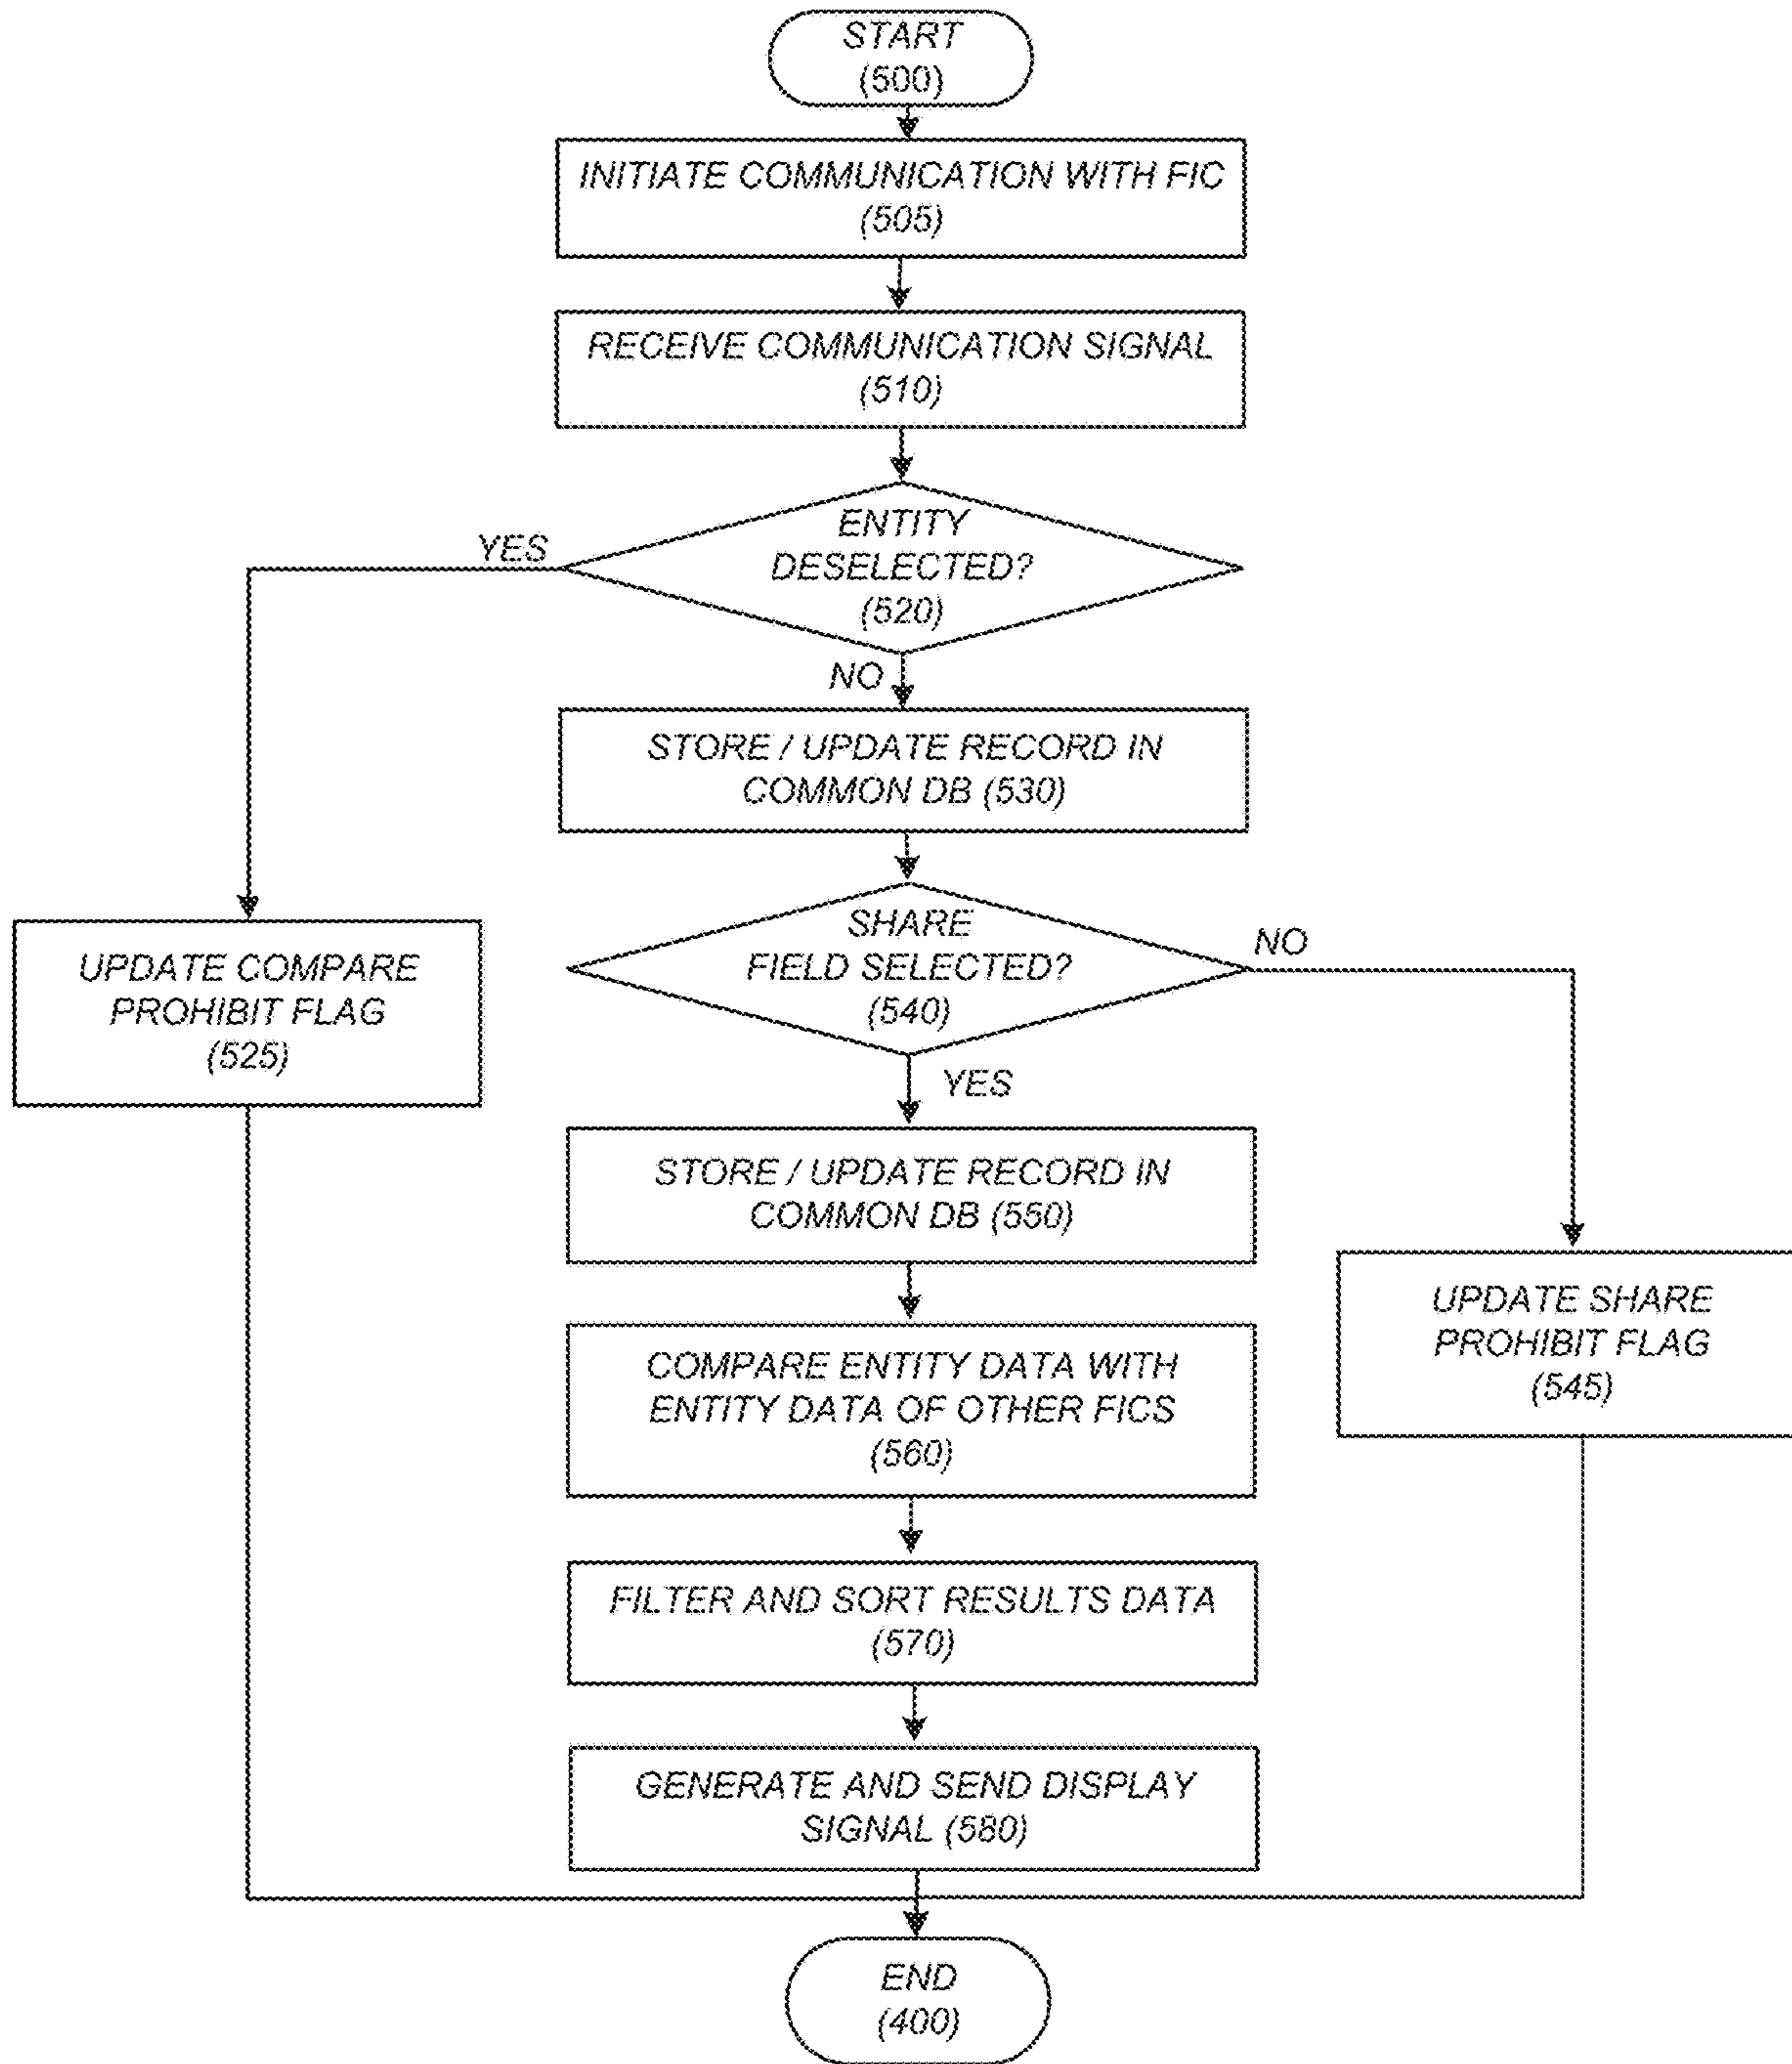 START
(500)
INITIATE COMMUNICATION WITH FIC
(505)
RECEIVE COMMUNICATION SIGNAL
(510)
ENTITY
DESELECTED?
(520)
YES
NO
STORE / UPDATE RECORD IN
COMMON DB (530)
SHARE
FIELD SELECTED?
(540)
NO
YES
UPDATE COMPARE
PROHIBIT FLAG
(525)
STORE / UPDATE RECORD IN
COMMON DB (550)
UPDATE SHARE
PROHIBIT FLAG
(545)
COMPARE ENTITY DATA WITH
ENTITY DATA OF OTHER FICS
(560)
FILTER AND SORT RESULTS DATA
(570)
GENERATE AND SEND DISPLAY
SIGNAL (580)
END
(400)